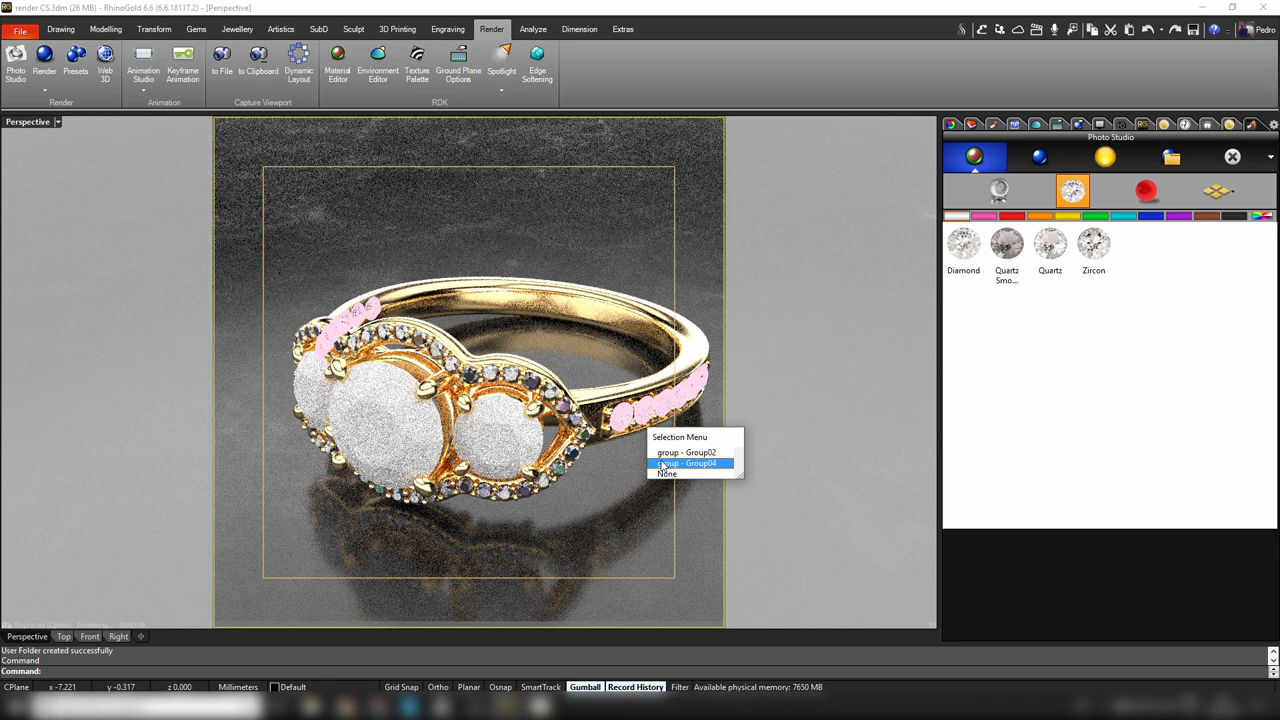 render CS.3dm (26 MB) - RhinoGold 6.6 (6.6.18117.2) - [Perspective]
File Drawing Modelling Transform Gems Jewellery Artistics SubD Sculpt 3D Printing Engraving Render Analyze Dimension Extras
Pedro
Photo Studio
Render
Presets
Web 3D
Animation Studio
Keyframe Animation
to File
to Clipboard
Dynamic Layout
Material Editor
Environment Editor
Texture Palette
Ground Plane Options
Spotlight
Edge Softening
Render Animation Capture Viewport RDK
Perspective
Photo Studio
Diamond
Quartz Smo...
Quartz
Zircon
Selection Menu
group - Group02
group - Group04
None
Perspective Top Front Right
User Folder created successfully
Command
Command:
CPlane x -7.221 y -0.317 z 0.000 Millimeters Default Grid Snap Ortho Planar Osnap SmartTrack Gumball Record History Filter Available physical memory: 7650 MB